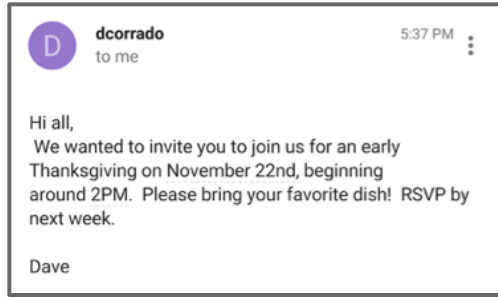 D
dcorrado
5:37 PM
to me
Hi all,
We wanted to invite you to join us for an early
Thanksgiving on November 22nd, beginning
around 2PM.  Please bring your favorite dish!  RSVP by
next week.
Dave